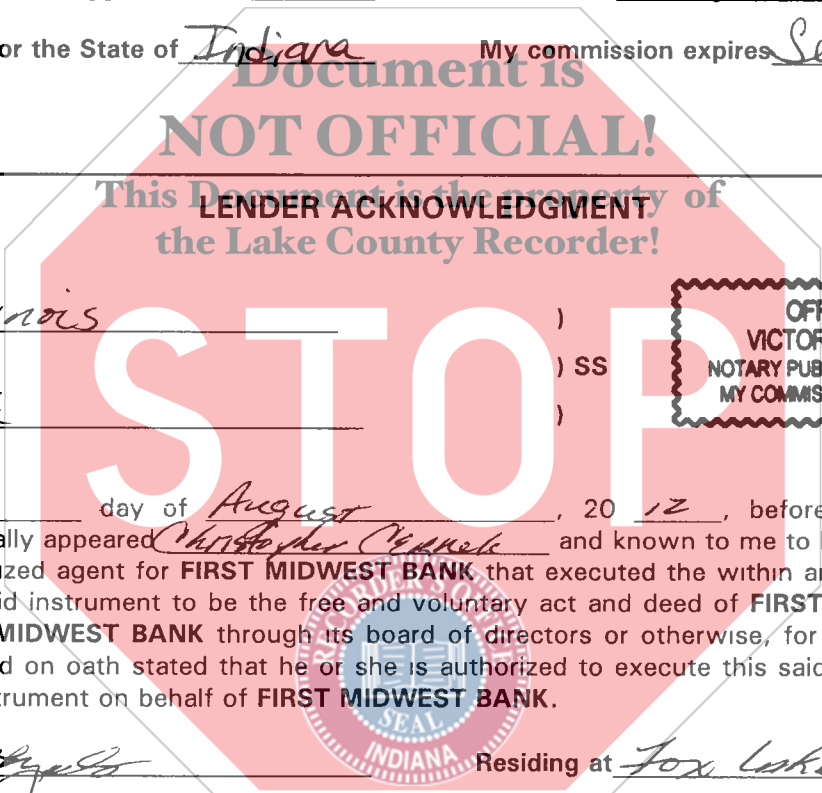 or the State of Indiana My commission expires Se
Document is
NOT OFFICIAL!
This Document is the property of
LENDER ACKNOWLEDGMENT
the Lake County Recorder!
nois )
OFF
VICTOR
) SS
NOTARY PUB
MY COMMIS
)
STOP
day of August , 20 12 , before
ally appeared Christopher and known to me to
ized agent for FIRST MIDWEST BANK that executed the within a
id instrument to be the free and voluntary act and deed of FIRST
MIDWEST BANK through its board of directors or otherwise, for
d on oath stated that he or she is authorized to execute this said
trument on behalf of FIRST MIDWEST BANK.
SEAL
INDIANA
Residing at Fox Lake